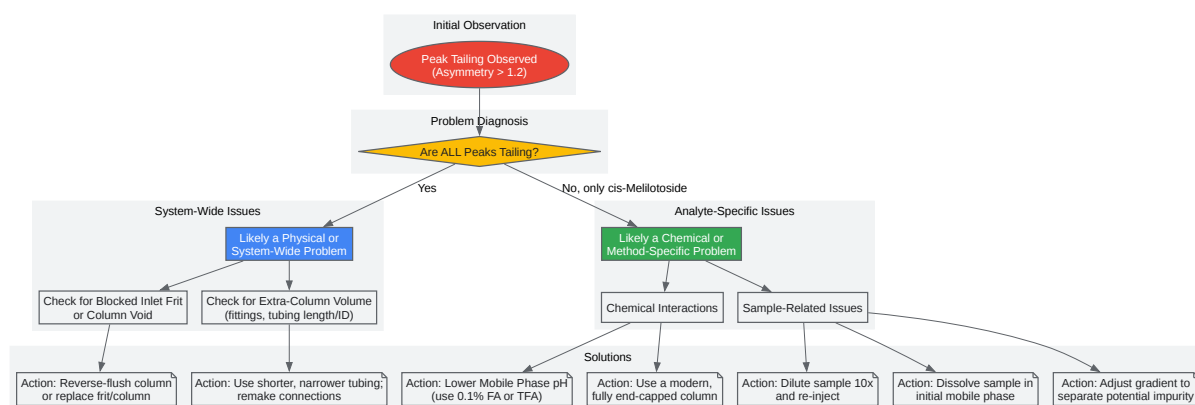 Initial Observation
Peak Tailing Observed
(Asymmetry > 1.2)
Problem Diagnosis
Are ALL Peaks Tailing?
Yes
No, only cis-Melilotoside
System-Wide Issues
Analyte-Specific Issues
Likely a Physical or
System-Wide Problem
Likely a Chemical or
Method-Specific Problem
Check for Blocked Inlet Frit
or Column Void
Check for Extra-Column Volume
(fittings, tubing length/ID)
Chemical Interactions
Sample-Related Issues
Solutions
Action: Reverse-flush column
or replace frit/column
Action: Use shorter, narrower tubing;
remake connections
Action: Lower Mobile Phase pH
(use 0.1% FA or TFA)
Action: Use a modern,
fully end-capped column
Action: Dilute sample 10x
and re-inject
Action: Dissolve sample in
initial mobile phase
Action: Adjust gradient to
separate potential impurity